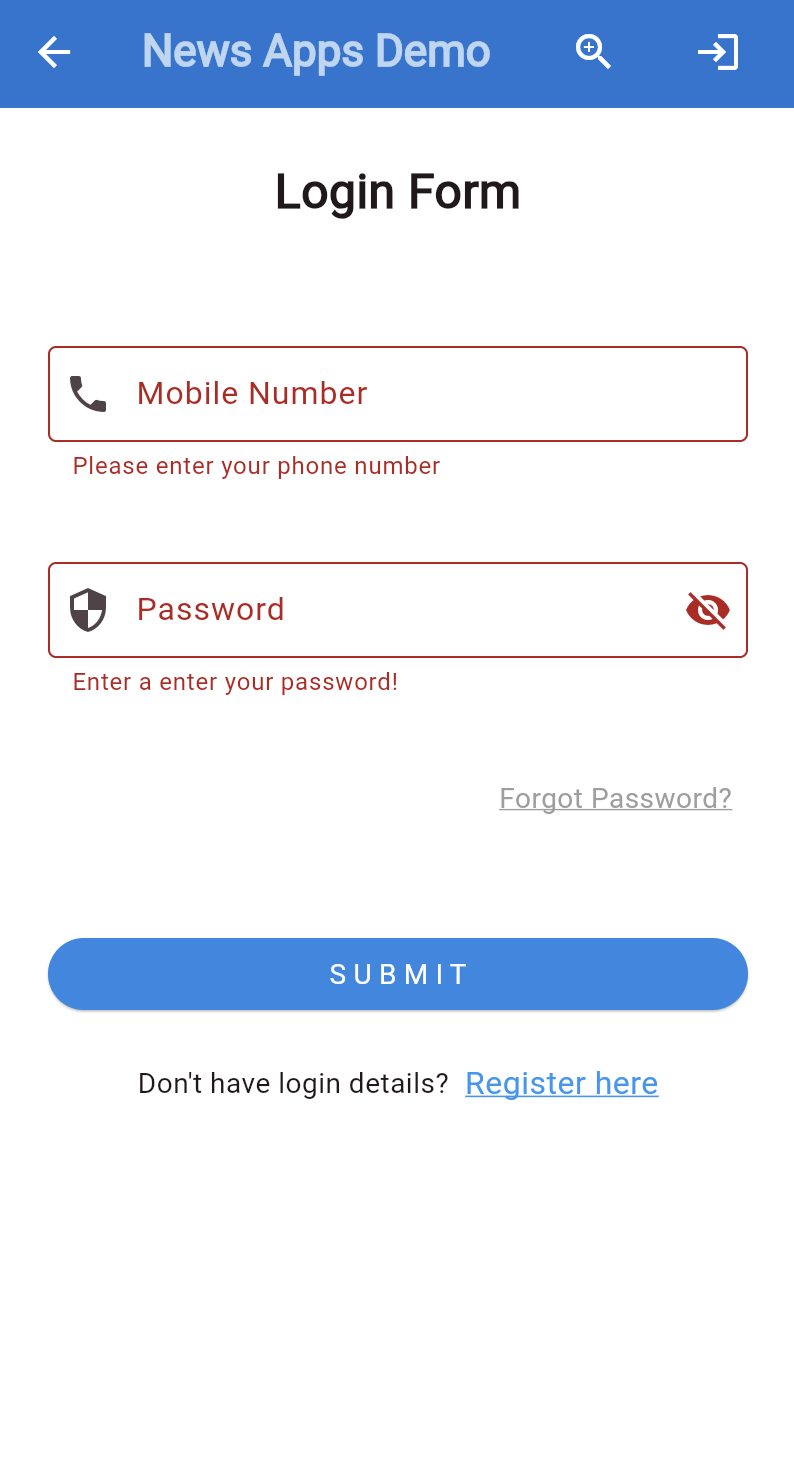 News Apps Demo
Login Form
Mobile Number
Please enter your phone number
Password
Enter a enter your password!
Forgot Password?
SUBMIT
Don't have login details? Register here